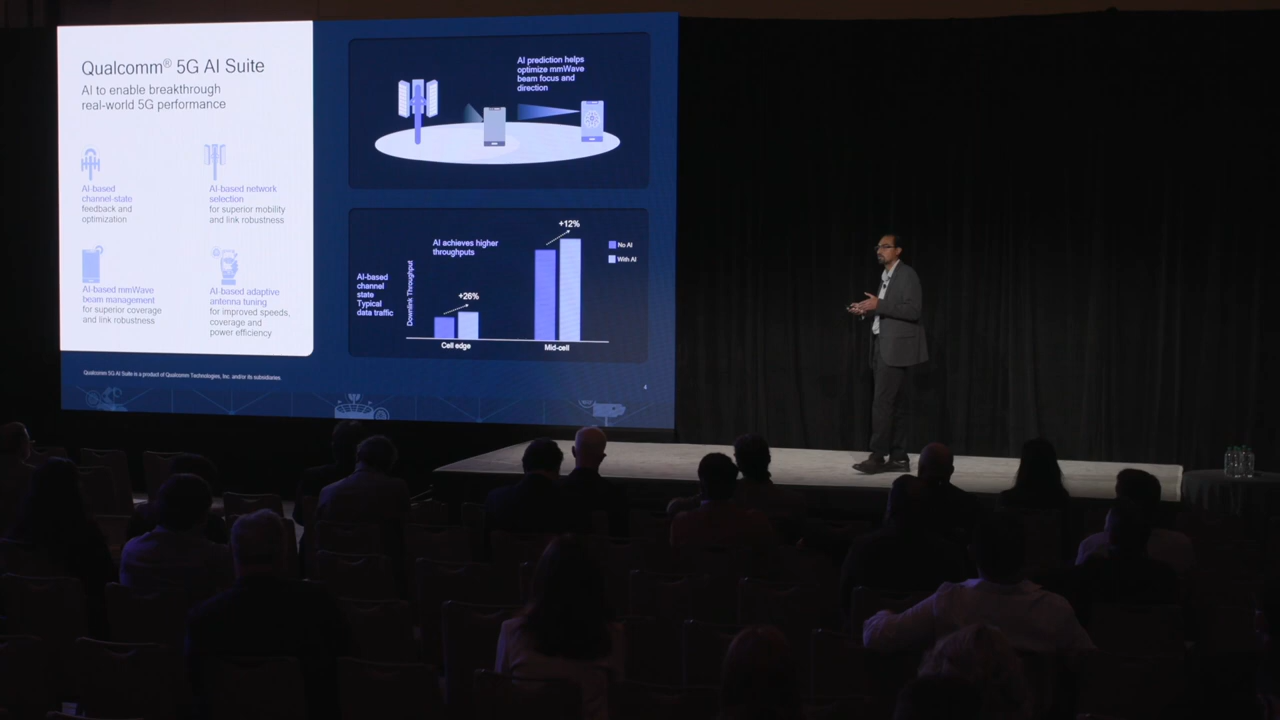 Qualcomm® 5G AI Suite
AI to enable breakthrough
real-world 5G performance
AI-based
channel-state
feedback and
optimization
AI-based network
selection
for superior mobility
and link robustness
AI-based mmWave
beam management
for superior coverage
and link robustness
AI-based adaptive
antenna tuning
for improved speeds,
coverage and
power efficiency
AI prediction helps
optimize mmWave
beam focus and
direction
AI achieves higher
throughputs
AI-based
channel
state
Typical
data traffic
Downlink Throughput
+26%
+12%
No AI
With AI
Cell edge
Mid-cell
Qualcomm 5G AI Suite is a product of Qualcomm Technologies, Inc. and/or its subsidiaries.
4